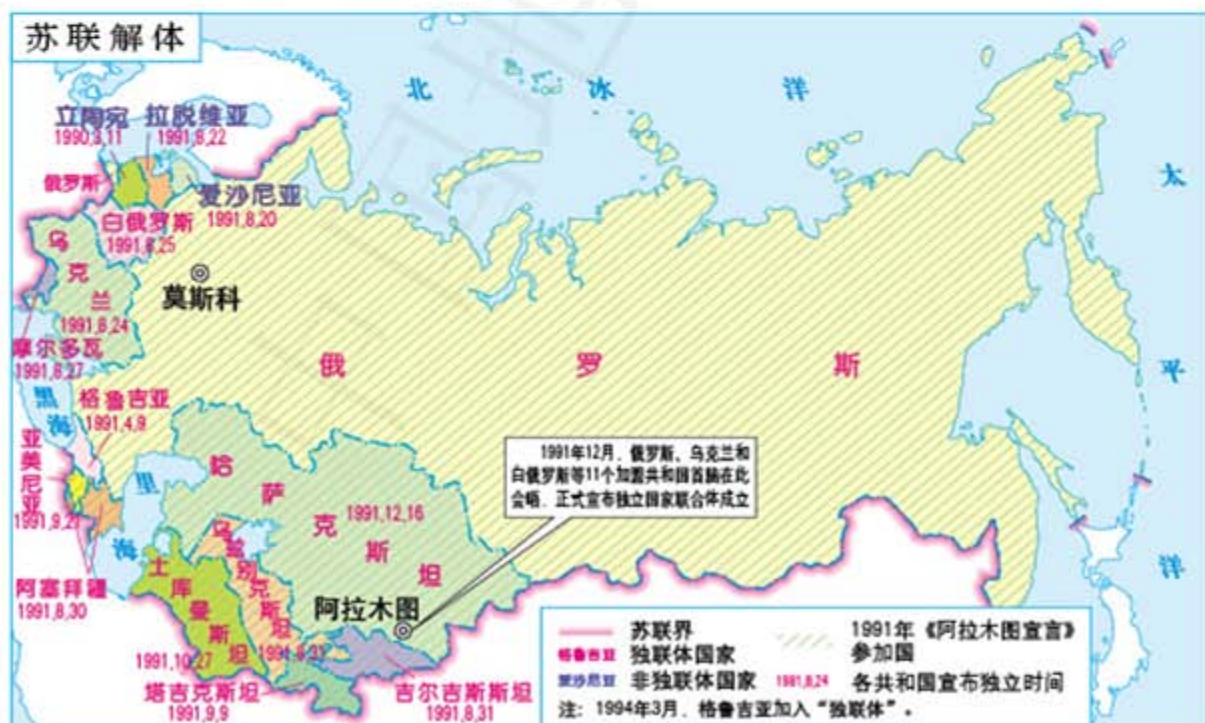 苏联解体
北冰洋
立陶宛
1990,3,11
拉脱维亚
1991,8,22
俄罗斯
爱沙尼亚
1991,8,20
白俄罗斯
1991,8,25
太平洋
乌克兰
1991,8,24
莫斯科
摩尔多瓦
1991,8,27
俄罗斯
黑海
格鲁吉亚
1991,4,9
亚美尼亚
1991,9,21
里海
哈萨克斯坦
1991,12,16
1991年12月，俄罗斯、乌克兰和
白俄罗斯等11个加盟共和国首脑在此
会晤，正式宣布独立国家联合体成立
阿塞拜疆
1991,8,30
土库曼斯坦
1991,10,27
乌兹别克斯坦
1991,8,31
阿拉木图
塔吉克斯坦
1991,9,9
吉尔吉斯斯坦
1991,8,31
苏联界
格鲁吉亚 独联体国家
爱沙尼亚 非独联体国家
1991年《阿拉木图宣言》
参加国
1991,8,24 各共和国宣布独立时间
注：1994年3月，格鲁吉亚加入“独联体”。